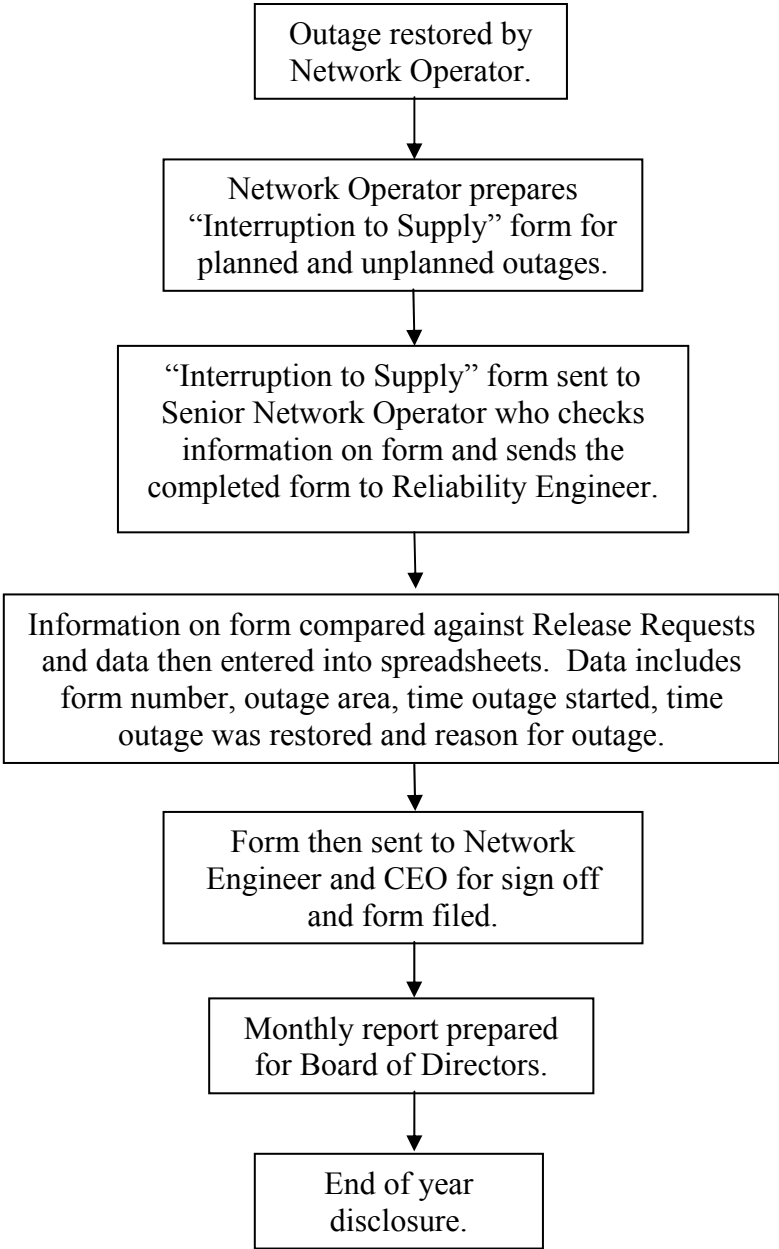 Outage restored by
Network Operator.
Network Operator prepares
“Interruption to Supply” form for
planned and unplanned outages.
“Interruption to Supply” form sent to
Senior Network Operator who checks
information on form and sends the
completed form to Reliability Engineer.
Information on form compared against Release Requests
and data then entered into spreadsheets.  Data includes
form number, outage area, time outage started, time
outage was restored and reason for outage.
Form then sent to Network
Engineer and CEO for sign off
and form filed.
Monthly report prepared
for Board of Directors.
End of year
disclosure.